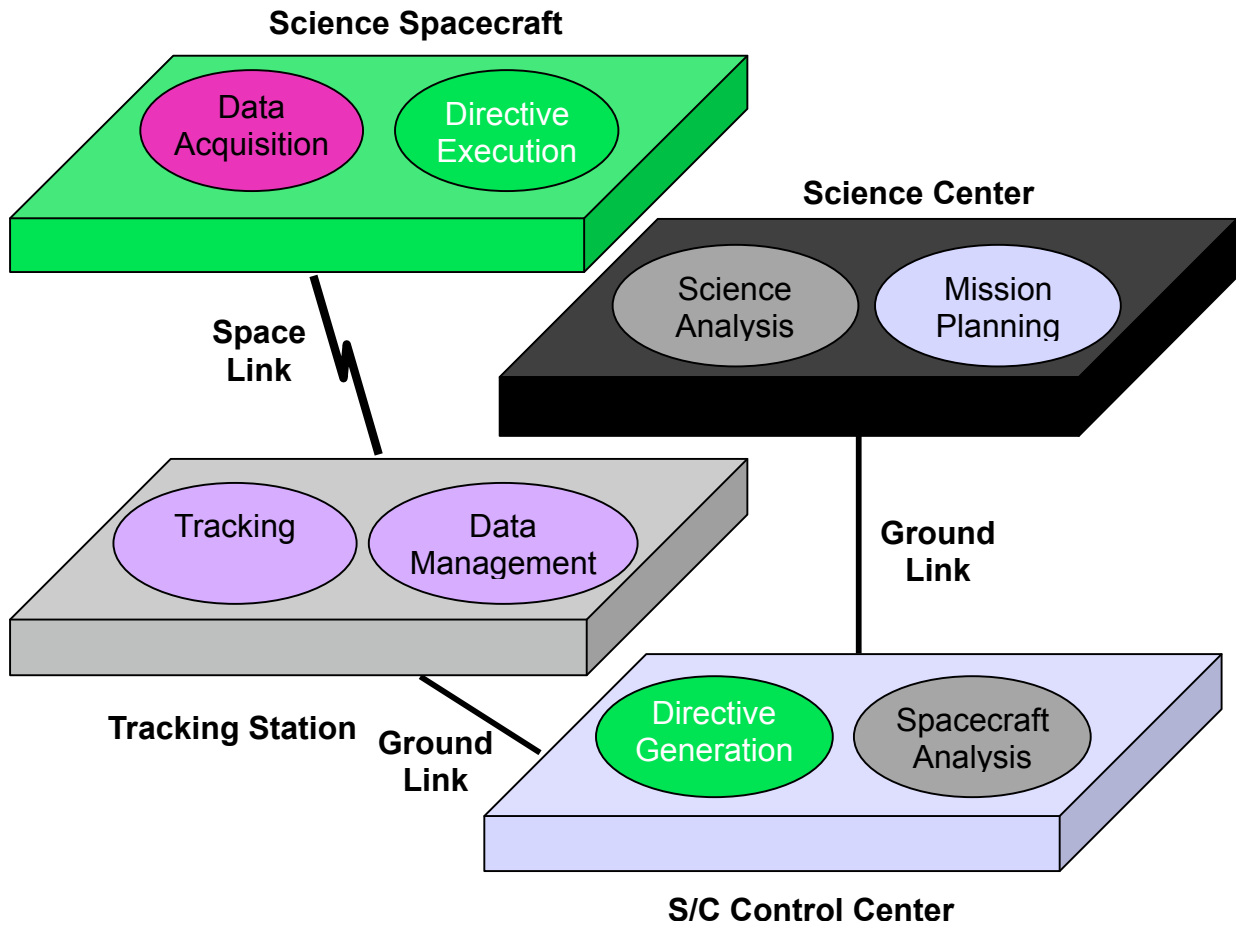 Science Spacecraft
Data
Acquisition
Directive
Execution
Science Center
Science
Analysis
Mission
Planning
Space
Link
Tracking
Data
Management
Ground
Link
Tracking Station
Ground
Link
Directive
Generation
Spacecraft
Analysis
S/C Control Center